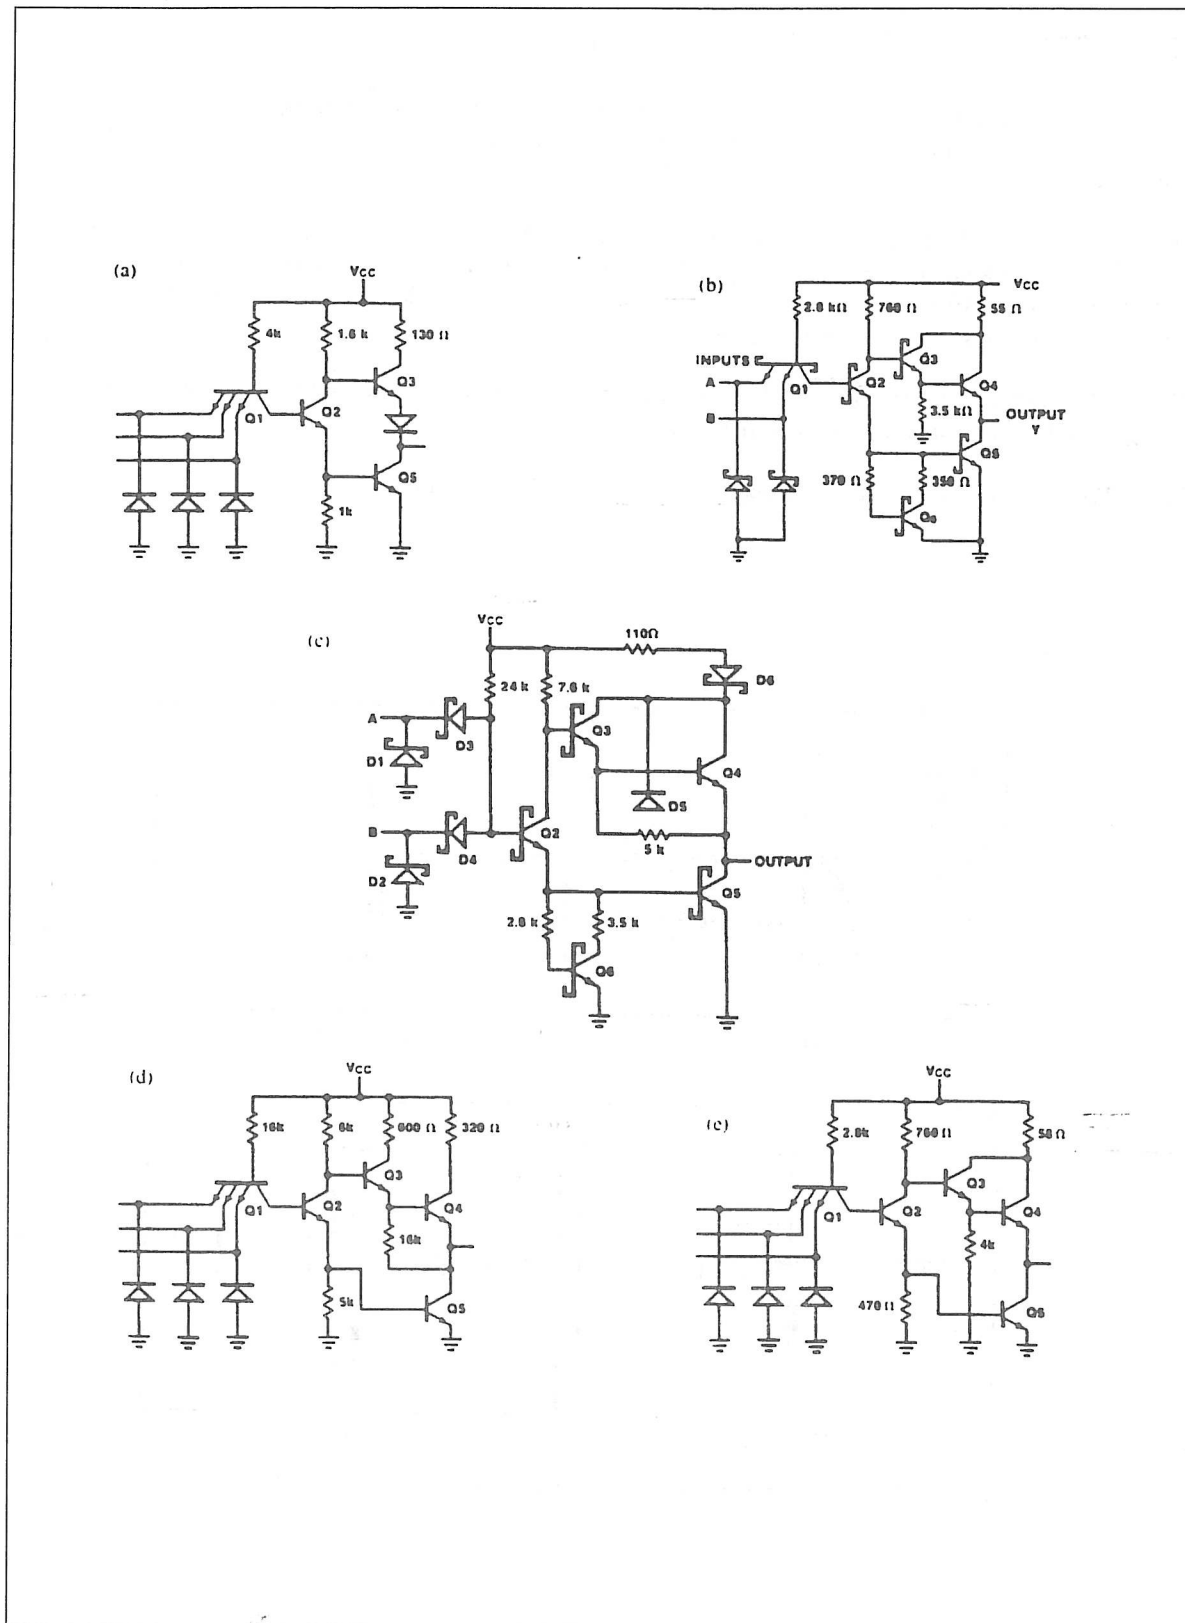 (a)
VCC
4k
1.6 k
130 Ω
Q1
Q2
Q3
Q5
1k
(b)
VCC
2.8 kΩ
760 Ω
55 Ω
INPUTS
A
B
Q1
Q2
Q3
Q4
3.5 kΩ
OUTPUT
Y
Q5
370 Ω
350 Ω
Q6
(c)
VCC
110Ω
D6
24 k
7.6 k
A
D3
D1
Q3
Q4
D5
B
D4
Q2
5 k
OUTPUT
D2
Q5
2.8 k
3.5 k
Q6
(d)
VCC
16k
6k
600 Ω
320 Ω
Q1
Q2
Q3
Q4
16k
5k
Q5
(e)
VCC
2.8k
760 Ω
58 Ω
Q1
Q2
Q3
Q4
4k
470 Ω
Q5